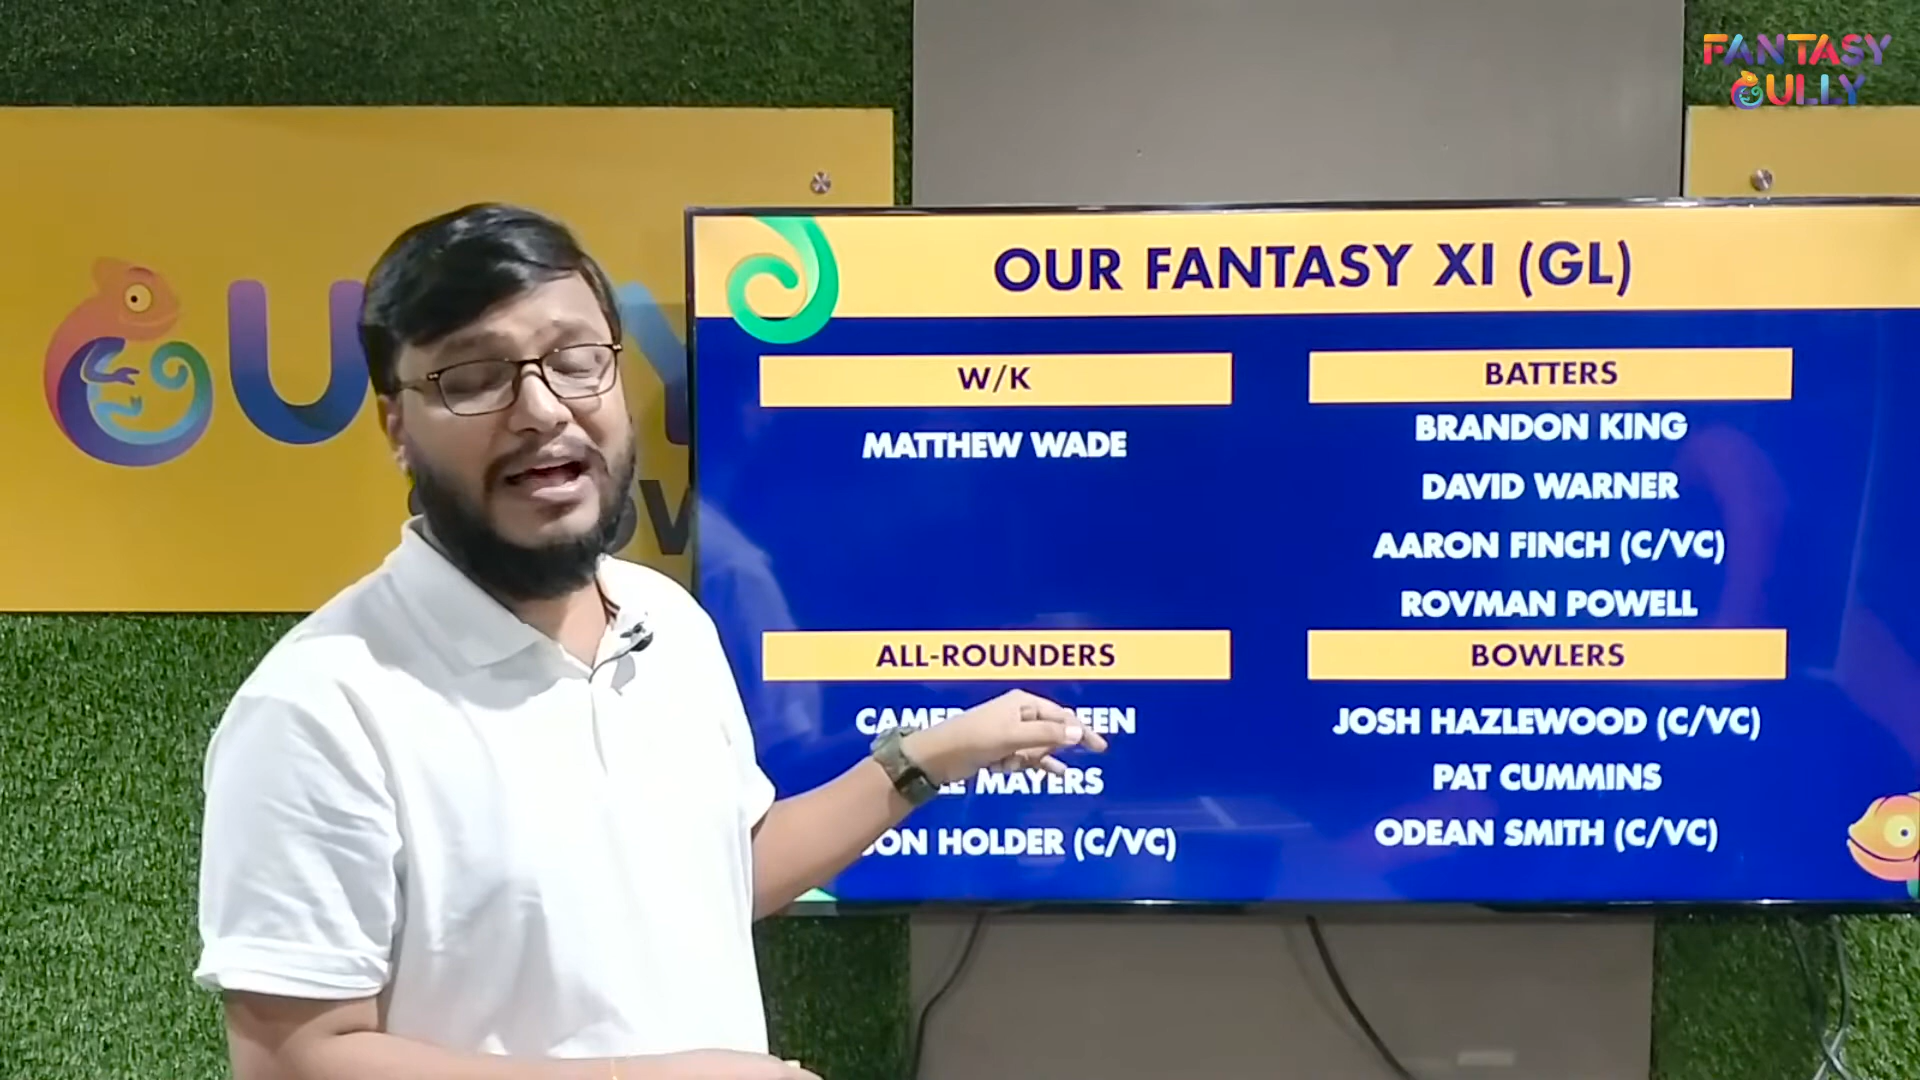 FANTASY
GULLY
OUR FANTASY XI (GL)
W/K
MATTHEW WADE
BATTERS
BRANDON KING
DAVID WARNER
AARON FINCH (C/VC)
ROVMAN POWELL
ALL-ROUNDERS
MAYERS
HOLDER (C/VC)
BOWLERS
JOSH HAZLEWOOD (C/VC)
PAT CUMMINS
ODEAN SMITH (C/VC)